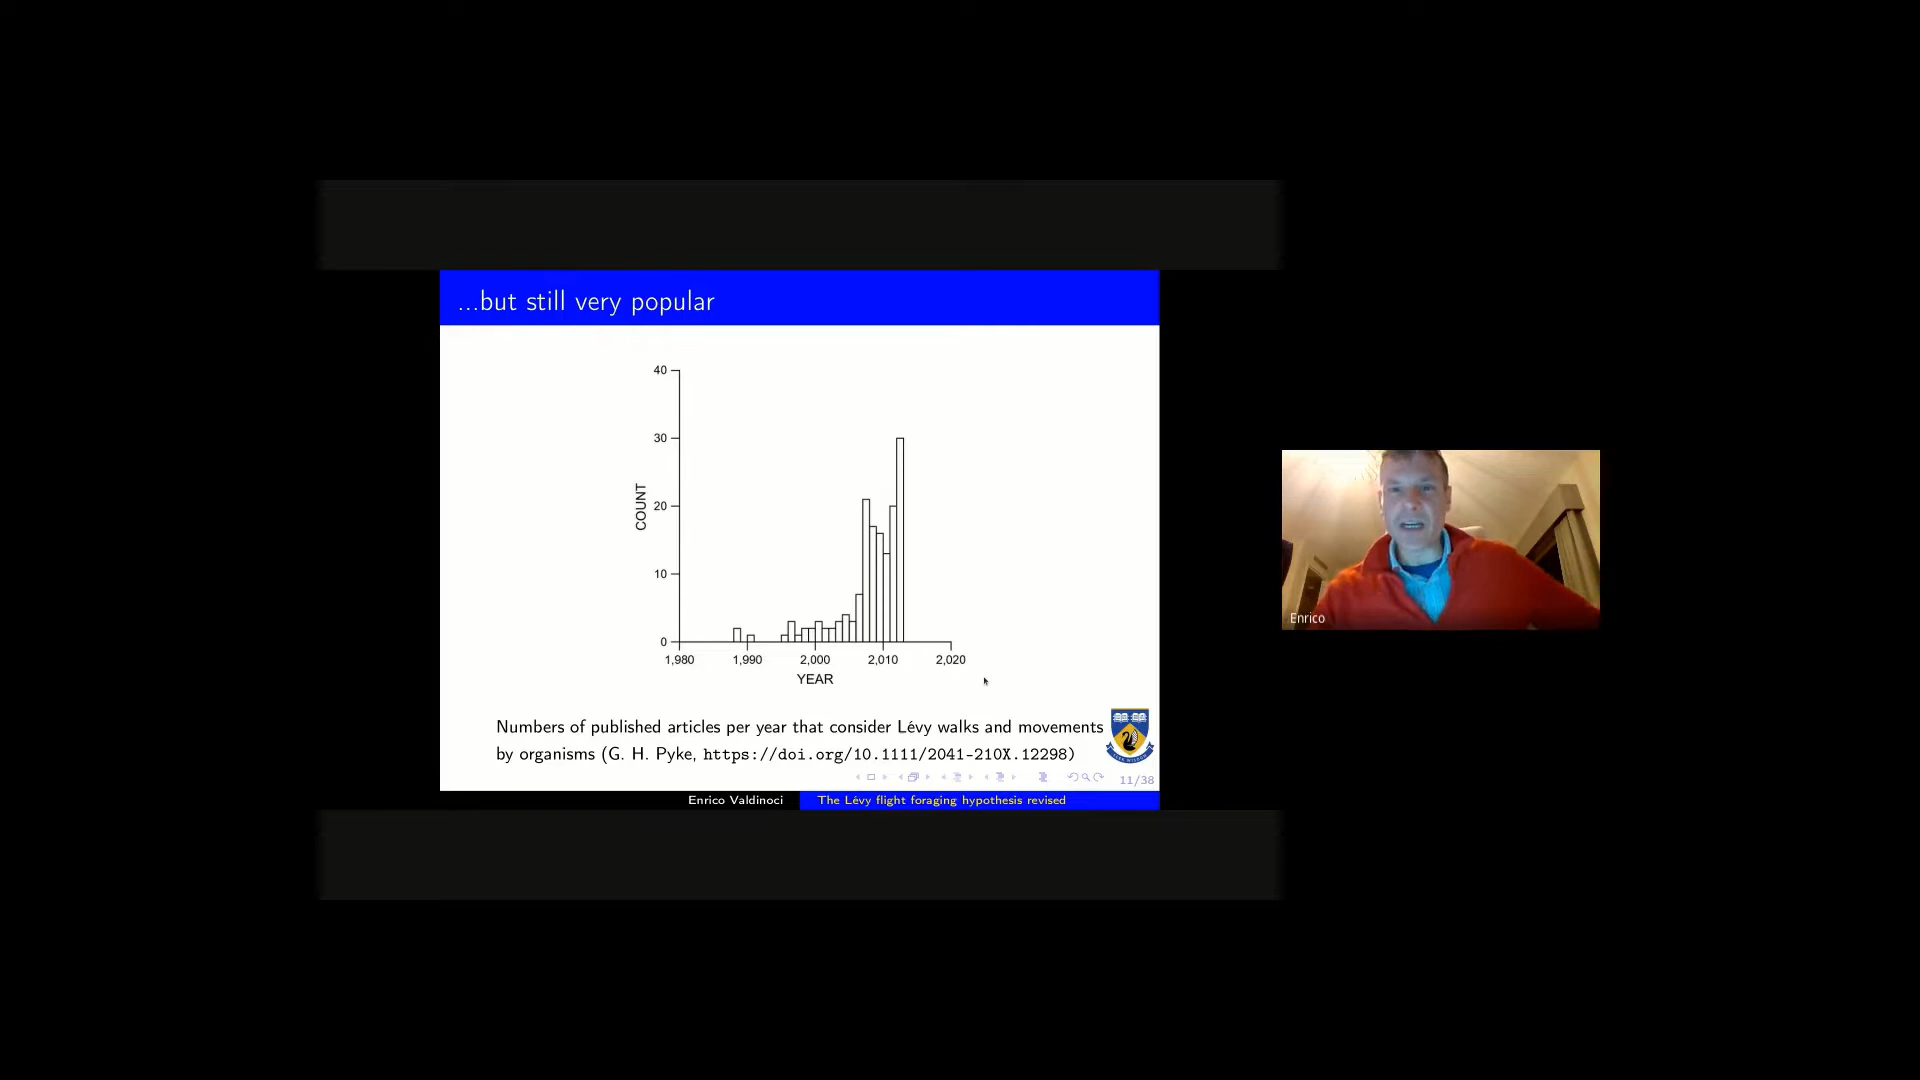 ...but still very popular
40
30
20
10
0
COUNT
1,980 1,990 2,000 2,010 2,020
YEAR
Numbers of published articles per year that consider Lévy walks and movements
by organisms (G. H. Pyke, https://doi.org/10.1111/2041-210X.12298)
11/38
Enrico Valdinoci The Lévy flight foraging hypothesis revised
Enrico